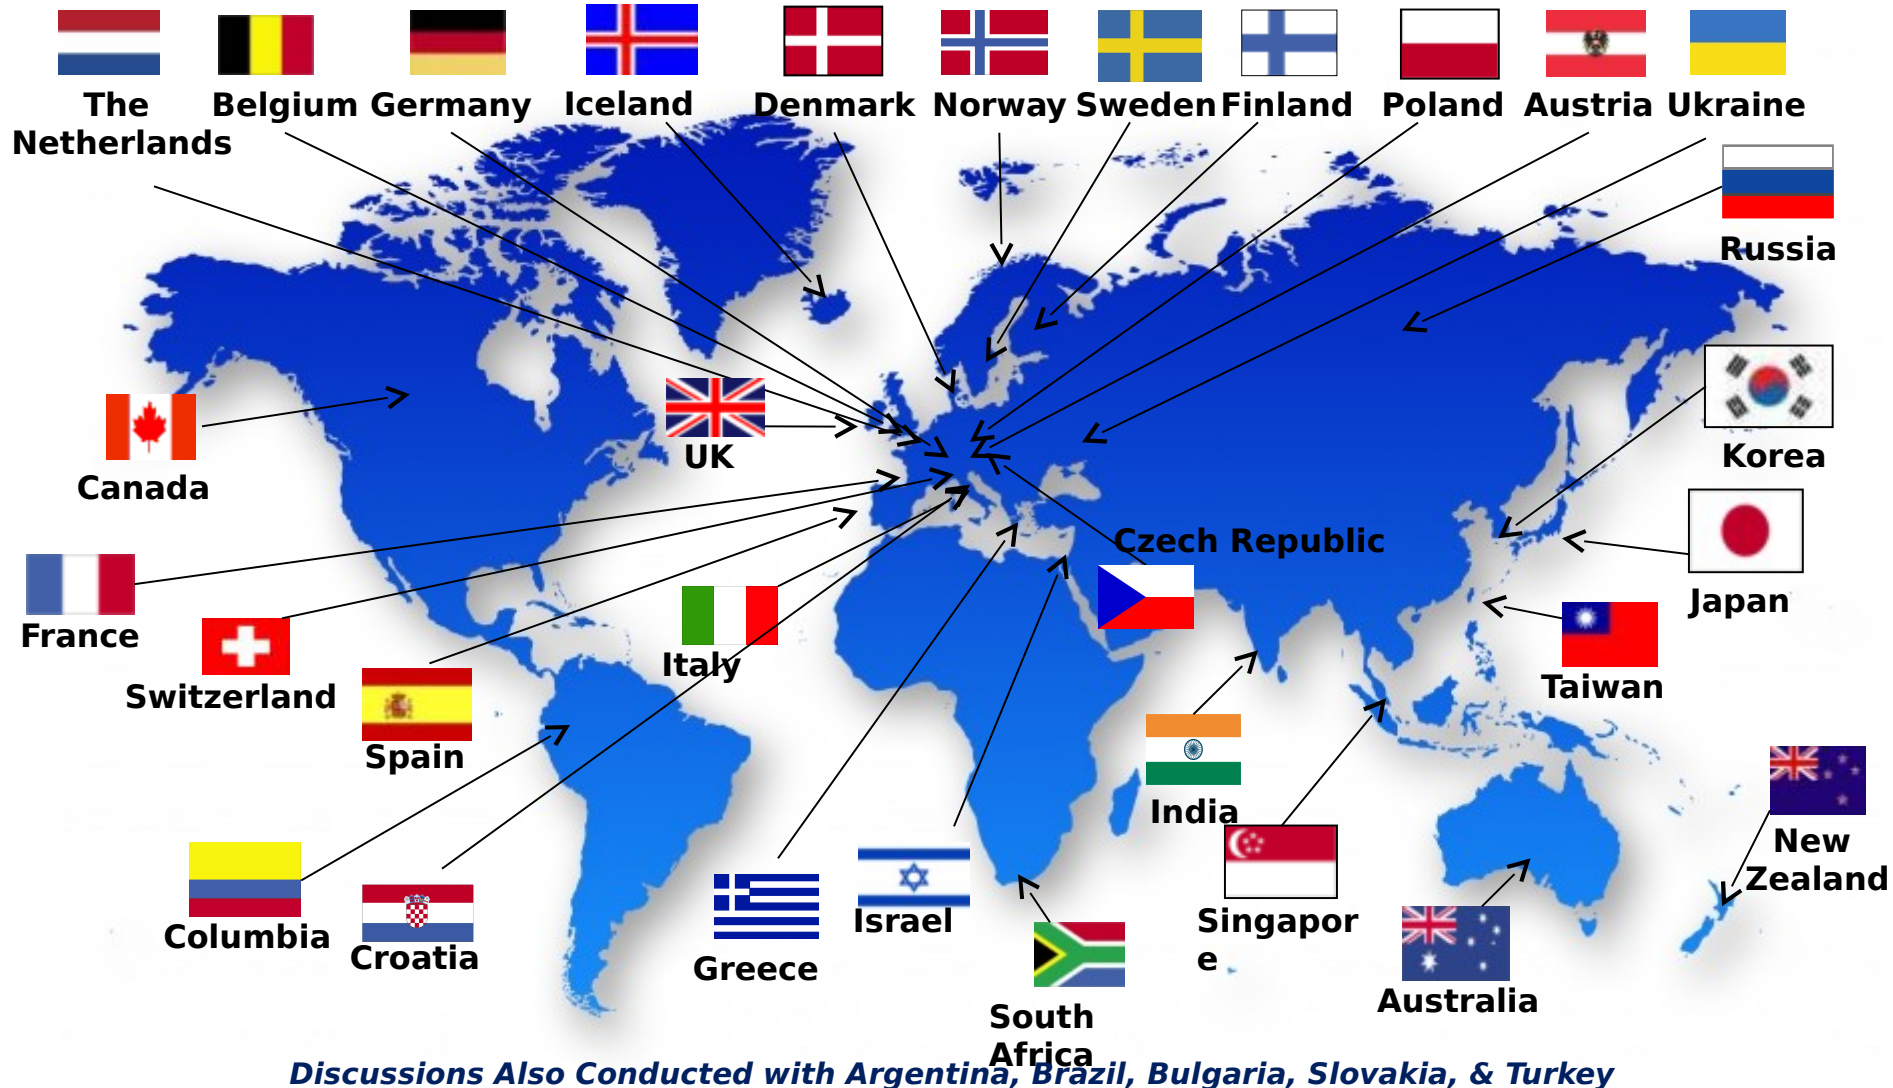 The
Netherlands
Belgium
Germany
Iceland
Denmark
Norway
Sweden
Finland
Poland
Austria
Ukraine
Russia
Canada
UK
Korea
Czech Republic
France
Japan
Italy
Switzerland
Taiwan
Spain
India
New
Zealand
Columbia
Croatia
Greece
Israel
Singapor
e
Australia
South
Africa
Discussions Also Conducted with Argentina, Brazil, Bulgaria, Slovakia, & Turkey